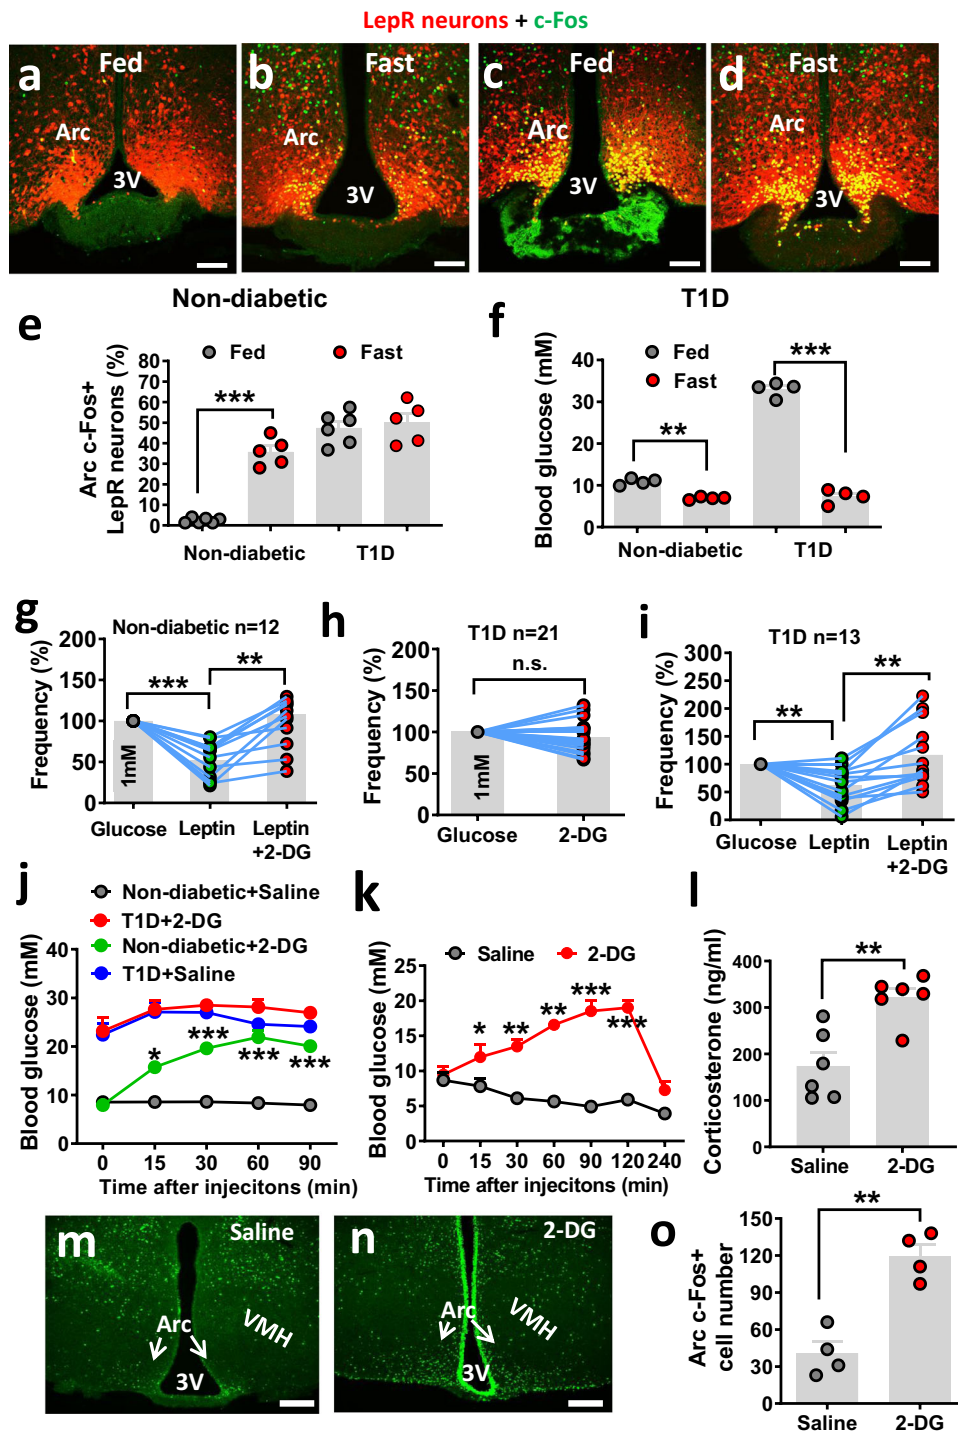 LepR neurons + c-Fos
a Fed
b Fast
c Fed
d Fast
Arc
Arc
Arc
Arc
3V
3V
3V
3V
Non-diabetic
T1D
e
Fed Fast
Arc c-Fos+
LepR neurons (%)
80
70
60
50
40
30
20
10
0
***
Non-diabetic T1D
f
Fed
Fast
Blood glucose (mM)
40
30
20
10
0
**
***
Non-diabetic T1D
g
Non-diabetic n=12
Frequency (%)
200
150
100
50
0
***
**
1mM
Glucose Leptin Leptin
+2-DG
h
T1D n=21
n.s.
Frequency (%)
200
150
100
50
0
1mM
Glucose 2-DG
i
T1D n=13
Frequency (%)
300
250
200
150
100
50
0
**
**
Glucose Leptin Leptin
+2-DG
j
Non-diabetic+Saline
T1D+2-DG
Non-diabetic+2-DG
T1D+Saline
Blood glucose (mM)
40
30
20
10
0
*
***
***
***
0 15 30 60 90
Time after injecitons (min)
k
Saline 2-DG
Blood glucose (mM)
25
20
15
10
5
0
*
**
**
***
***
0 15 30 60 90 120 240
Time after injecitons (min)
l
Corticosterone (ng/ml)
400
300
200
100
0
**
Saline 2-DG
m Saline
Arc
VMH
3V
n 2-DG
Arc
VMH
3V
o
Arc c-Fos+
cell number
150
120
90
60
30
0
**
Saline 2-DG